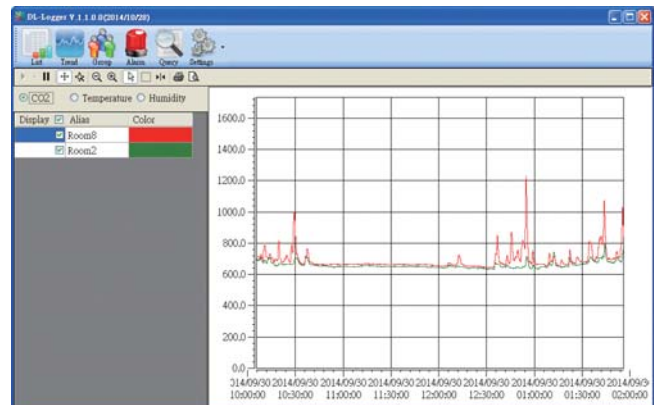 DL-Logger V.1.1.0.0(2014/10/28)
List Trend Group Alarm Query Settings
CO2 Temperature Humidity
Display Alias Color
Room8
Room2
1600.0
1400.0
1200.0
1000.0
800.0
600.0
400.0
200.0
0.0
014/09/30 2014/09/30 2014/09/30 2014/09/30 2014/09/30 2014/09/30 2014/09/30 2014/09/30 2014/09/3
10:00:00 10:30:00 11:00:00 11:30:00 12:00:00 12:30:00 01:00:00 01:30:00 02:00:00